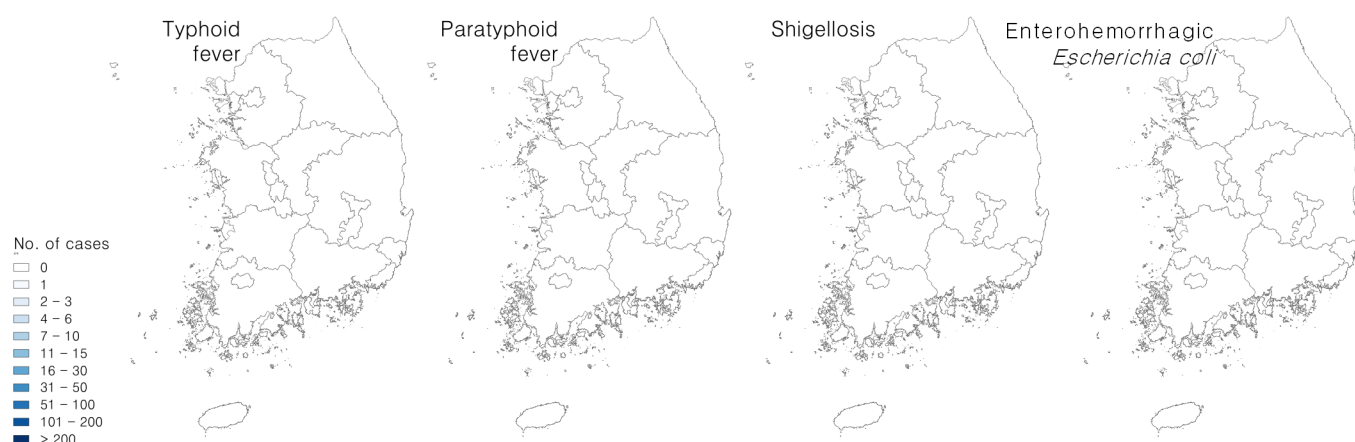 Typhoid
fever
Paratyphoid
fever
Shigellosis
Enterohemorrhagic
Escherichia coli
No. of cases
0
1
2 – 3
4 – 6
7 – 10
11 – 15
16 – 30
31 – 50
51 – 100
101 – 200
> 200